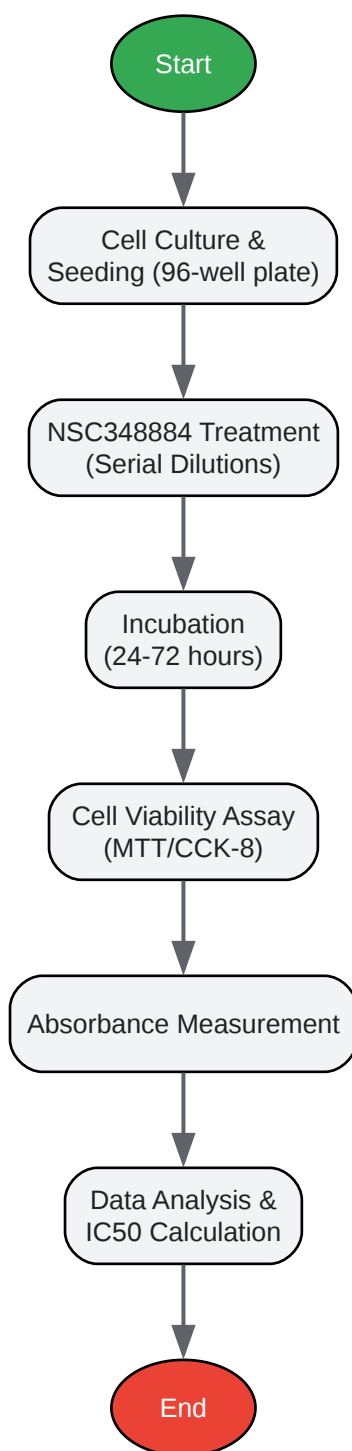 Start
Cell Culture &
Seeding (96-well plate)
NSC348884 Treatment
(Serial Dilutions)
Incubation
(24-72 hours)
Cell Viability Assay
(MTT/CCK-8)
Absorbance Measurement
Data Analysis &
IC50 Calculation
End